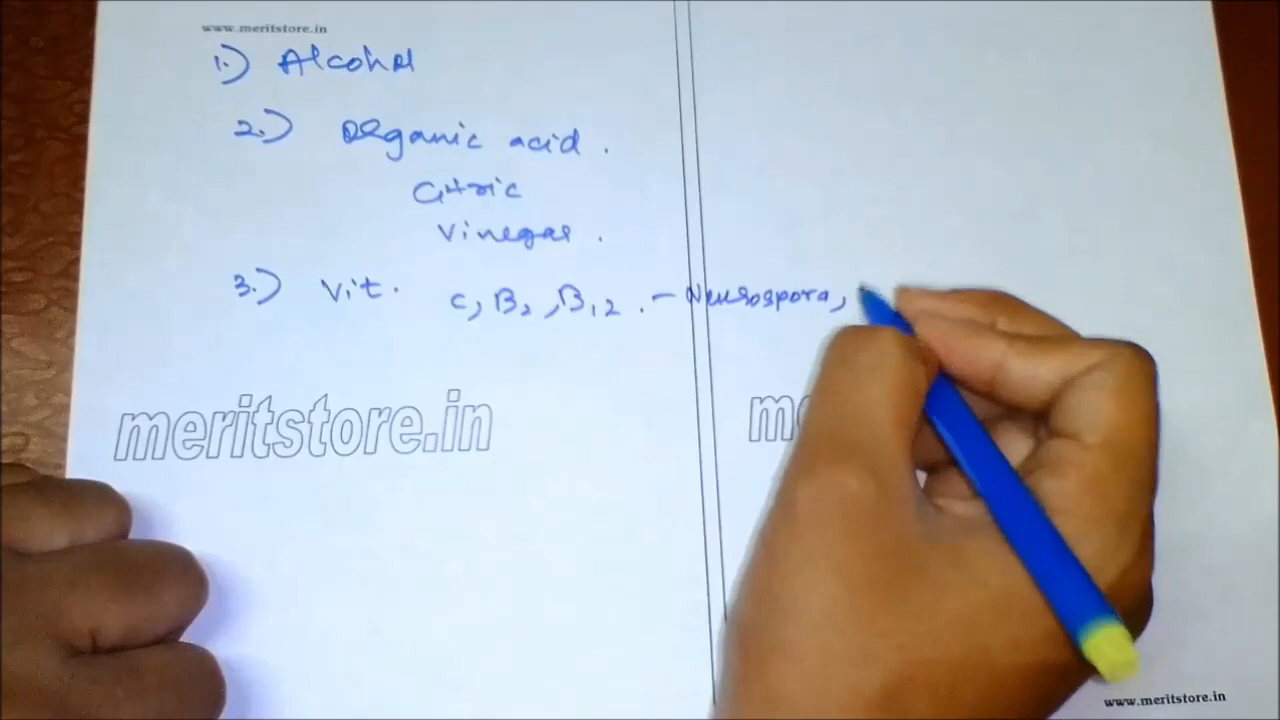 www.meritstore.in
1.) Alcohol
2.) Organic acid.
Citric
Vinegar.
3.) Vit. C, B2, B12. - Neurospora,
meritstore.in
www.meritstore.in